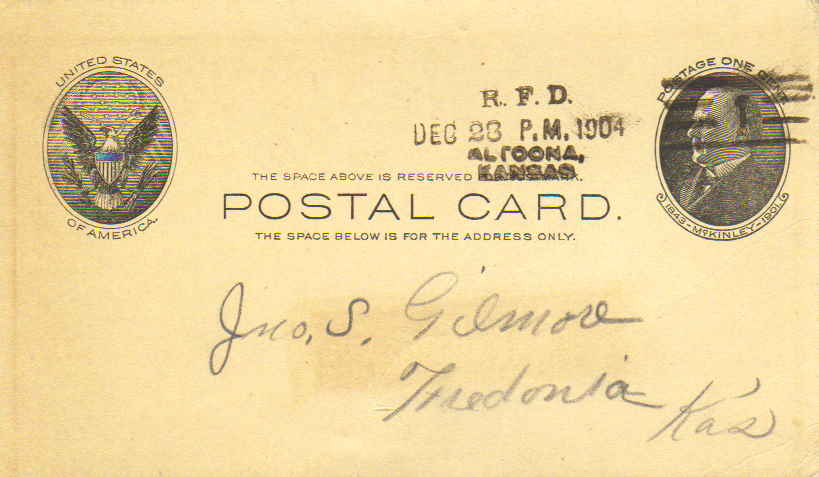 UNITED STATES
OF AMERICA.
R. F. D.
DEC 28 P.M. 1904
ALTOONA,
KANSAS
POSTAGE ONE CENT
1843-McKINLEY-1901
THE SPACE ABOVE IS RESERVED
POSTAL CARD.
THE SPACE BELOW IS FOR THE ADDRESS ONLY.
Jno. S. Gilmore
Fredonia
Kas